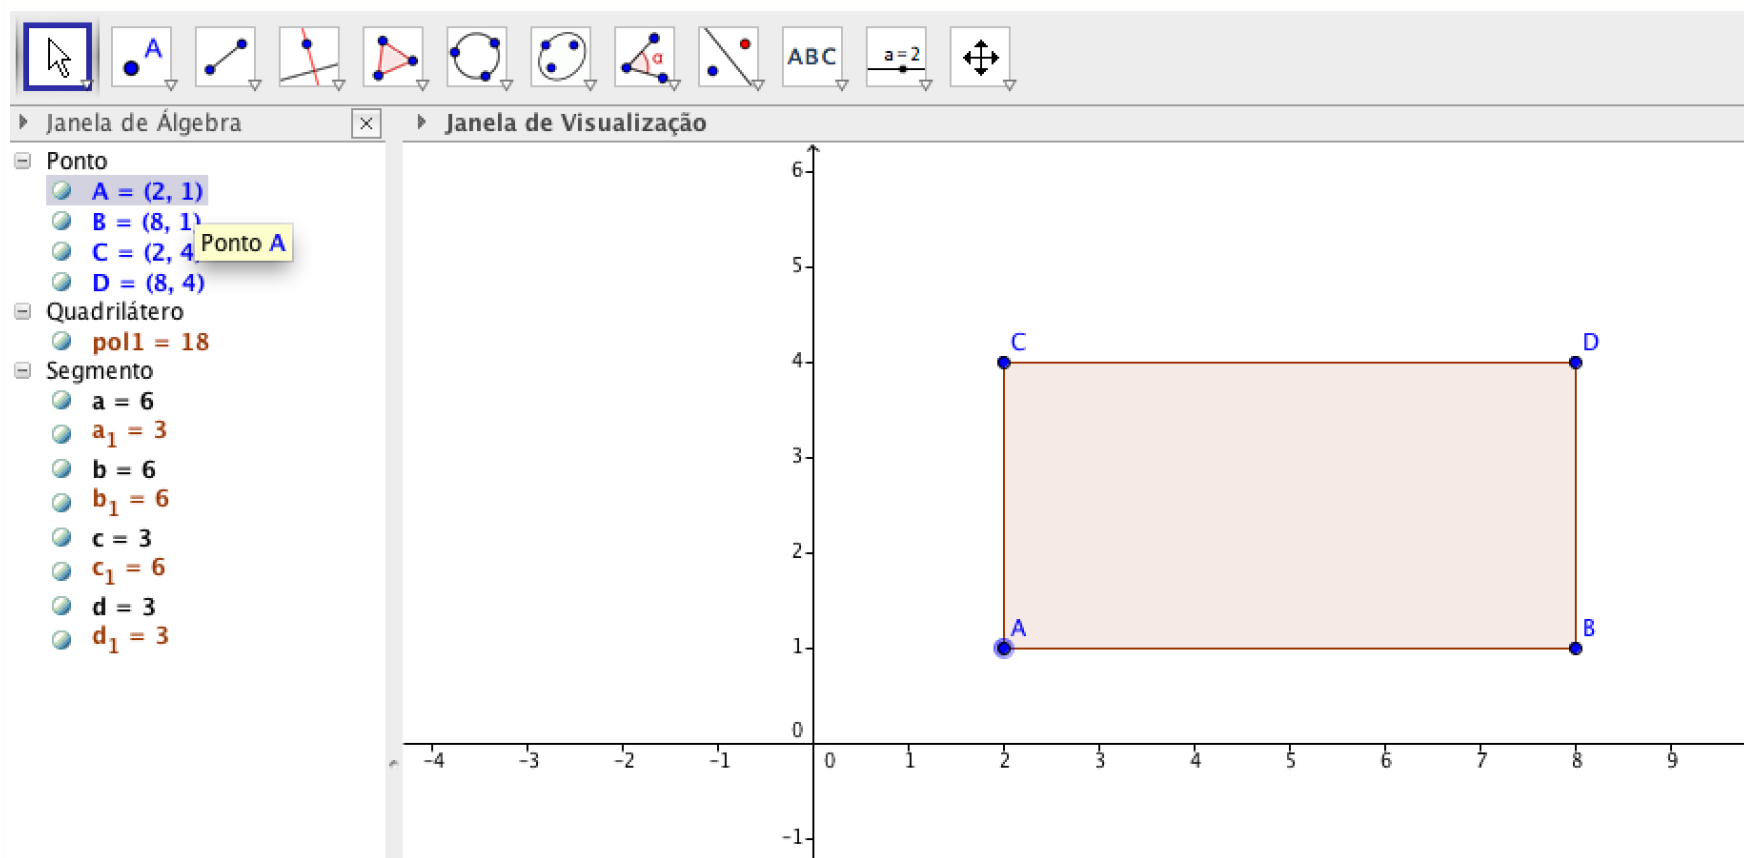 A
α
ABC
a=2
Janela de Álgebra
Janela de Visualização
Ponto
A = (2, 1)
B = (8, 1)
Ponto A
C = (2, 4
D = (8, 4)
Quadrilátero
pol1 = 18
Segmento
a = 6
a₁ = 3
b = 6
b₁ = 6
c = 3
c₁ = 6
d = 3
d₁ = 3
6
5
C
D
4
3
2
A
B
1
0
-4 -3 -2 -1 0 1 2 3 4 5 6 7 8 9
-1